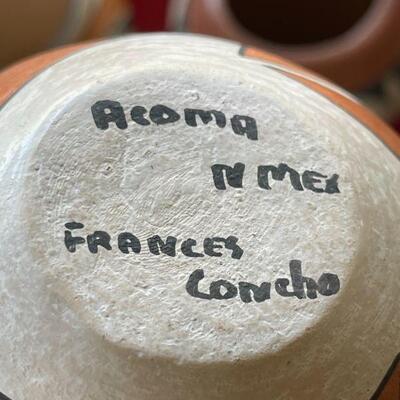 Acoma
N Mex
FRANCES
Concho